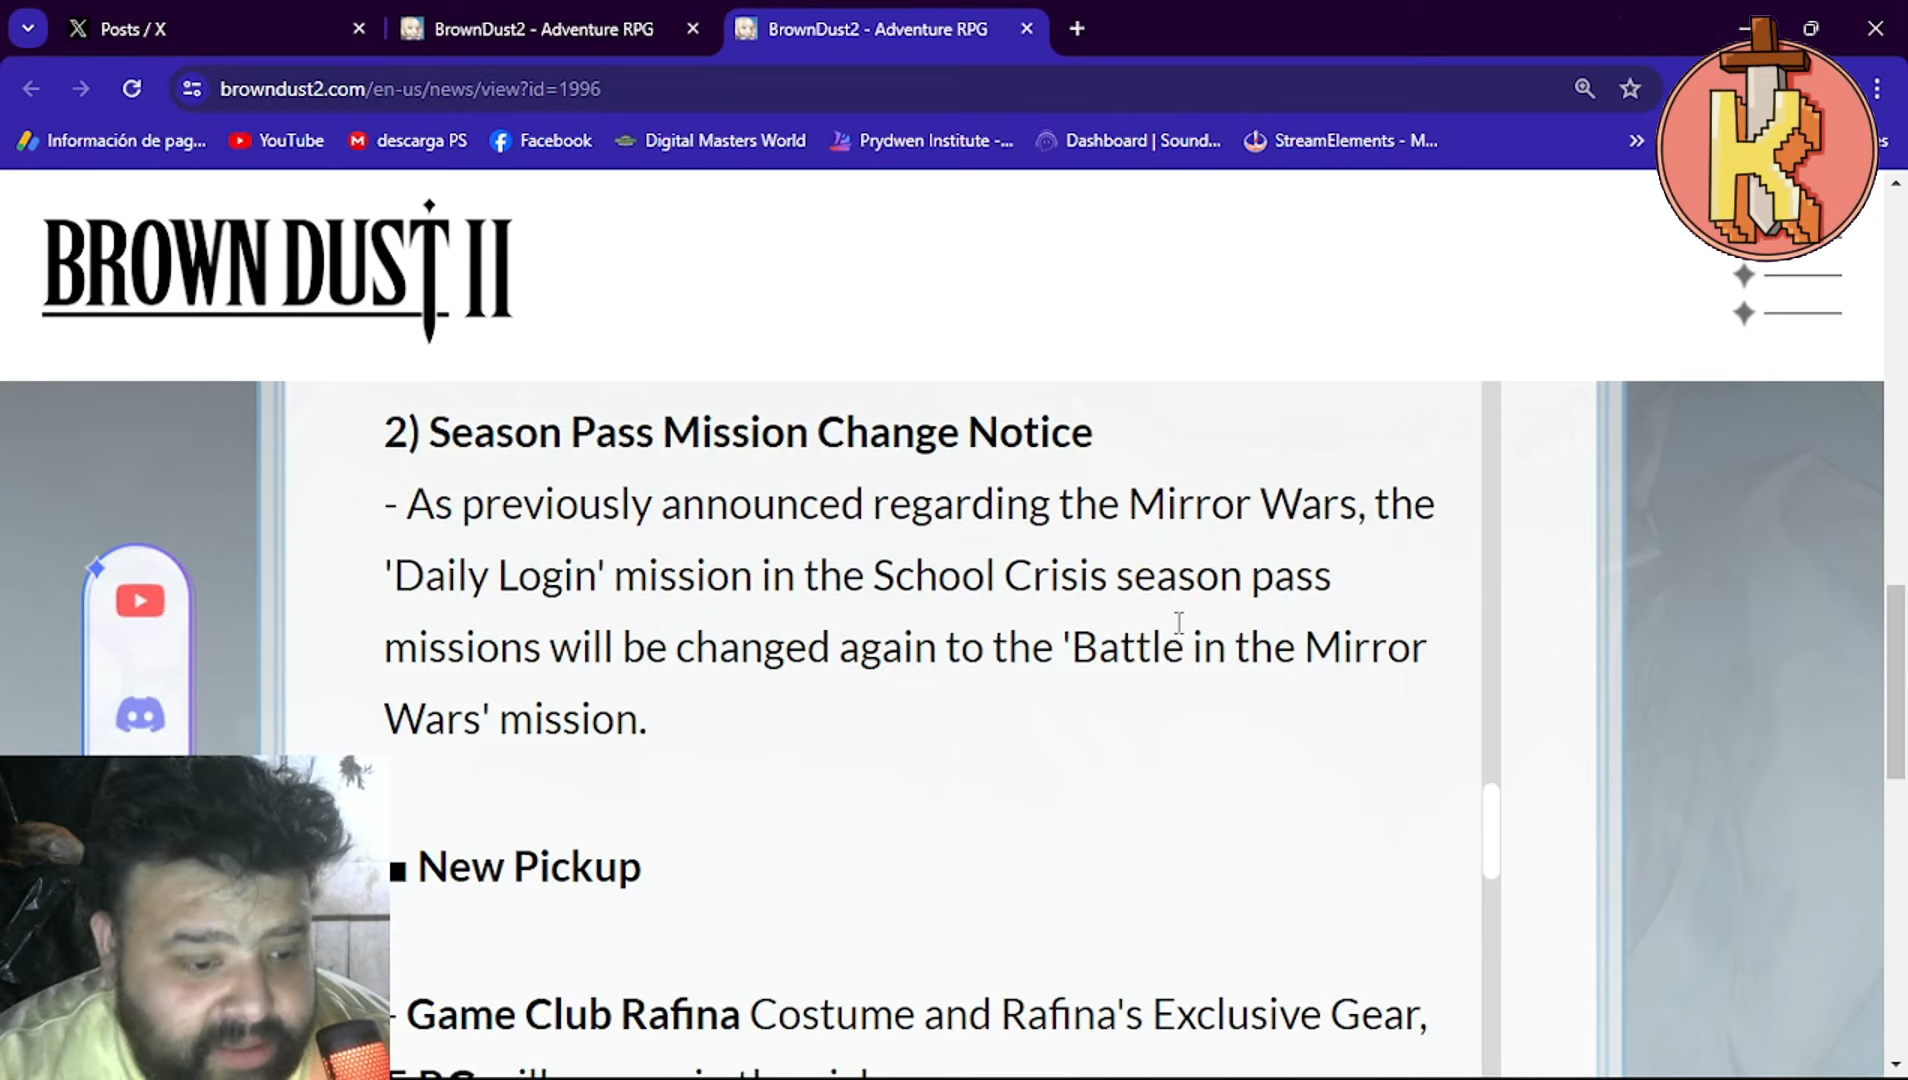 Posts / X
BrownDust2 - Adventure RPG
BrownDust2 - Adventure RPG
browndust2.com/en-us/news/view?id=1996
Información de pag...
YouTube
descarga PS
Facebook
Digital Masters World
Prydwen Institute -...
Dashboard | Sound...
StreamElements - M...
K
BROWN DUST II
2) Season Pass Mission Change Notice
- As previously announced regarding the Mirror Wars, the
'Daily Login' mission in the School Crisis season pass
missions will be changed again to the 'Battle in the Mirror
Wars' mission.
■ New Pickup
- Game Club Rafina Costume and Rafina's Exclusive Gear,